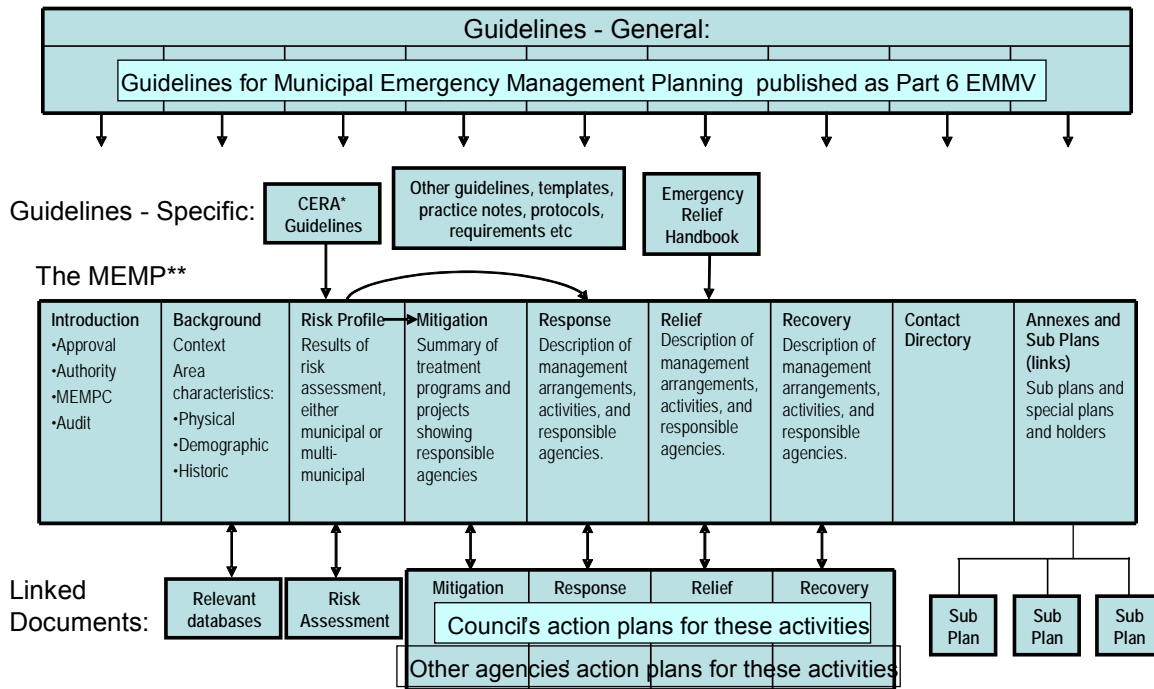 Guidelines - General:
Guidelines for Municipal Emergency Management Planning published as Part 6 EMMV
Guidelines - Specific:
CERA*
Guidelines
Other guidelines, templates,
practice notes, protocols,
requirements etc
Emergency
Relief
Handbook
The MEMP**
Introduction
•Approval
•Authority
•MEMPC
•Audit
Background
Context
Area
characteristics:
•Physical
•Demographic
•Historic
Risk Profile
Results of
risk
assessment,
either
municipal or
multi-
municipal
Mitigation
Summary of
treatment
programs and
projects
showing
responsible
agencies
Response
Description of
management
arrangements,
activities, and
responsible
agencies.
Relief
Description of
management
arrangements,
activities, and
responsible
agencies.
Recovery
Description of
management
arrangements,
activities, and
responsible
agencies.
Contact
Directory
Annexes and
Sub Plans
(links)
Sub plans and
special plans
and holders
Linked
Documents:
Relevant
databases
Risk
Assessment
Mitigation
Response
Relief
Recovery
Council's action plans for these activities
Other agencies' action plans for these activities
Sub
Plan
Sub
Plan
Sub
Plan